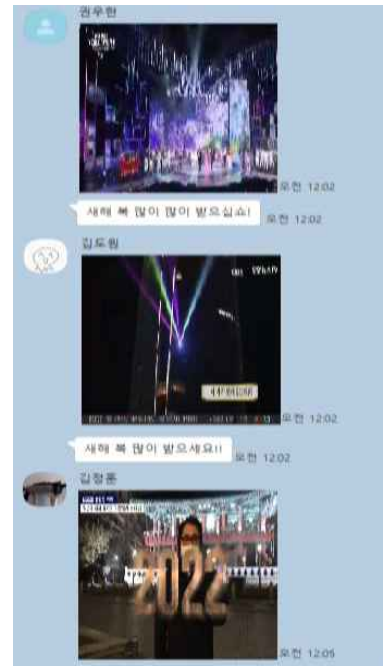 권우현
오전 12:02
새해 복 많이 많이 받으십쇼!
오전 12:02
김도원
오전 12:02
새해 복 많이 받으세요!!
오전 12:02
김정훈
2022
오전 12:05